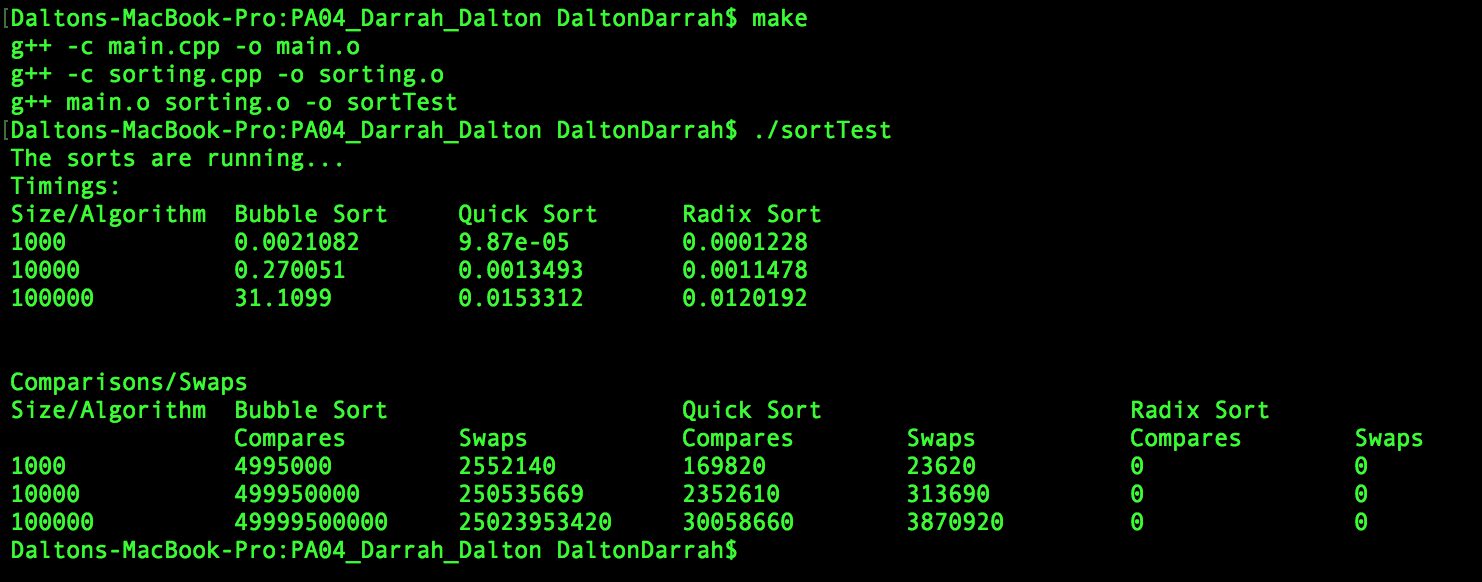 [Daltons-MacBook-Pro:PA04_Darrah_Dalton DaltonDarrah$ make
g++ -c main.cpp -o main.o
g++ -c sorting.cpp -o sorting.o
g++ main.o sorting.o -o sortTest
[Daltons-MacBook-Pro:PA04_Darrah_Dalton DaltonDarrah$ ./sortTest
The sorts are running...
Timings:
Size/Algorithm  Bubble Sort     Quick Sort      Radix Sort
1000            0.0021082       9.87e-05        0.0001228
10000           0.270051        0.0013493       0.0011478
100000          31.1099         0.0153312       0.0120192
Comparisons/Swaps
Size/Algorithm  Bubble Sort                     Quick Sort                      Radix Sort
                Compares        Swaps           Compares        Swaps           Compares        Swaps
1000            4995000         2552140         169820          23620           0               0
10000           499950000       250535669       2352610         313690          0               0
100000          49999500000     25023953420     30058660        3870920         0               0
Daltons-MacBook-Pro:PA04_Darrah_Dalton DaltonDarrah$